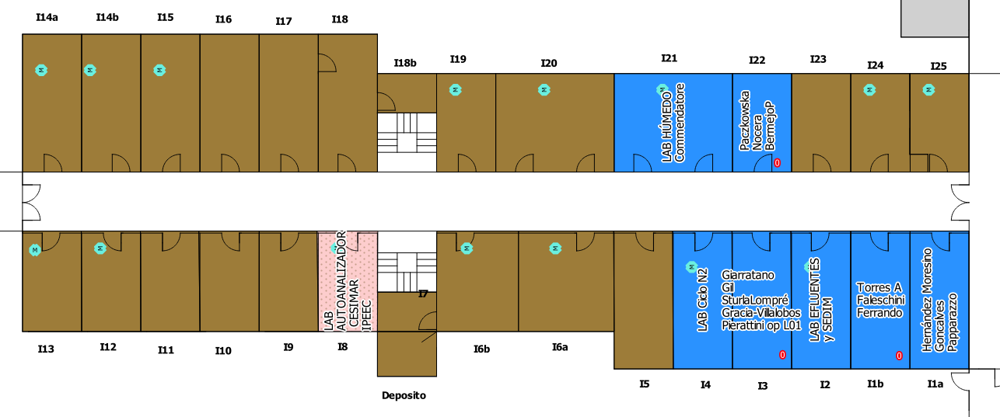 I14a
I14b
I15
I16
I17
I18
I18b
I19
I20
I21
I22
I23
I24
I25
M
M
M
M
M
M
M
M
LAB HÚMEDO
Commendatore
Paczkowska
Nocera
BermejoP
0
M
M
M
M
LAB
AUTOANALIZADOR
CESIMAR
IPEEC
I7
M
LAB Ciclo N2
Giarratano
Gil
SturlaLompré
Gracia-Villalobos
Pierattini op L01
0
LAB EFLUENTES
y SEDIM
Torres A
Faleschini
Ferrando
0
Hernández Moresino
Goncalves
Papparazzo
I13
I12
I11
I10
I9
I8
I6b
I6a
I5
I4
I3
I2
I1b
I1a
Deposito